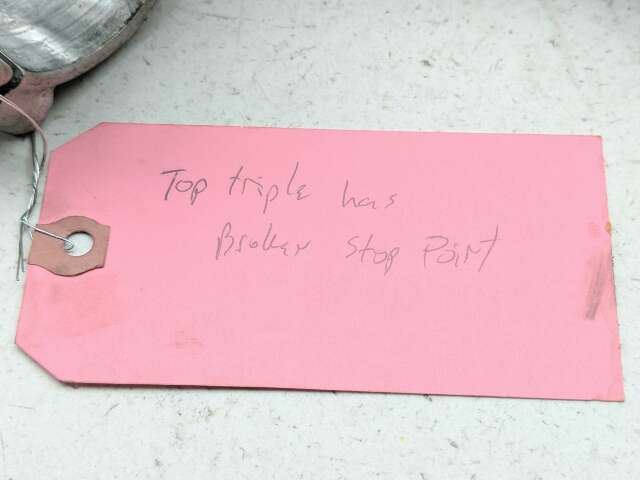 Top triple has
Broken Stop Point